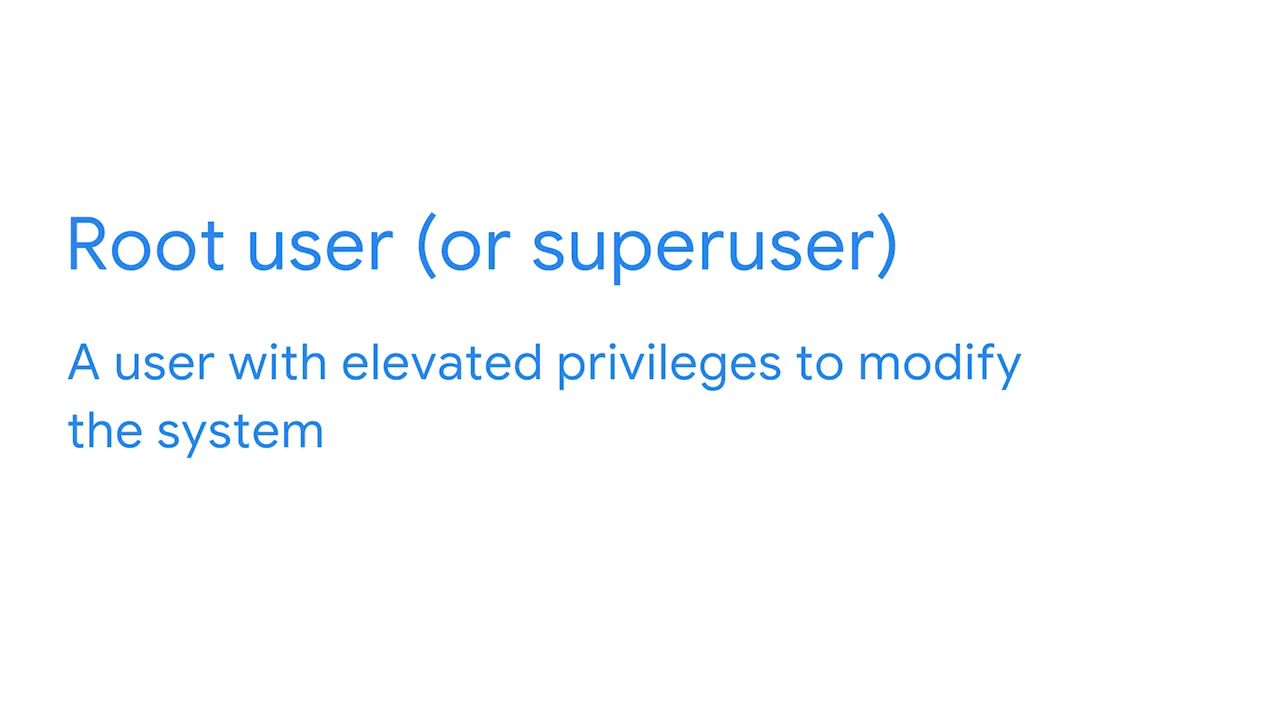 Root user (or superuser)
A user with elevated privileges to modify
the system